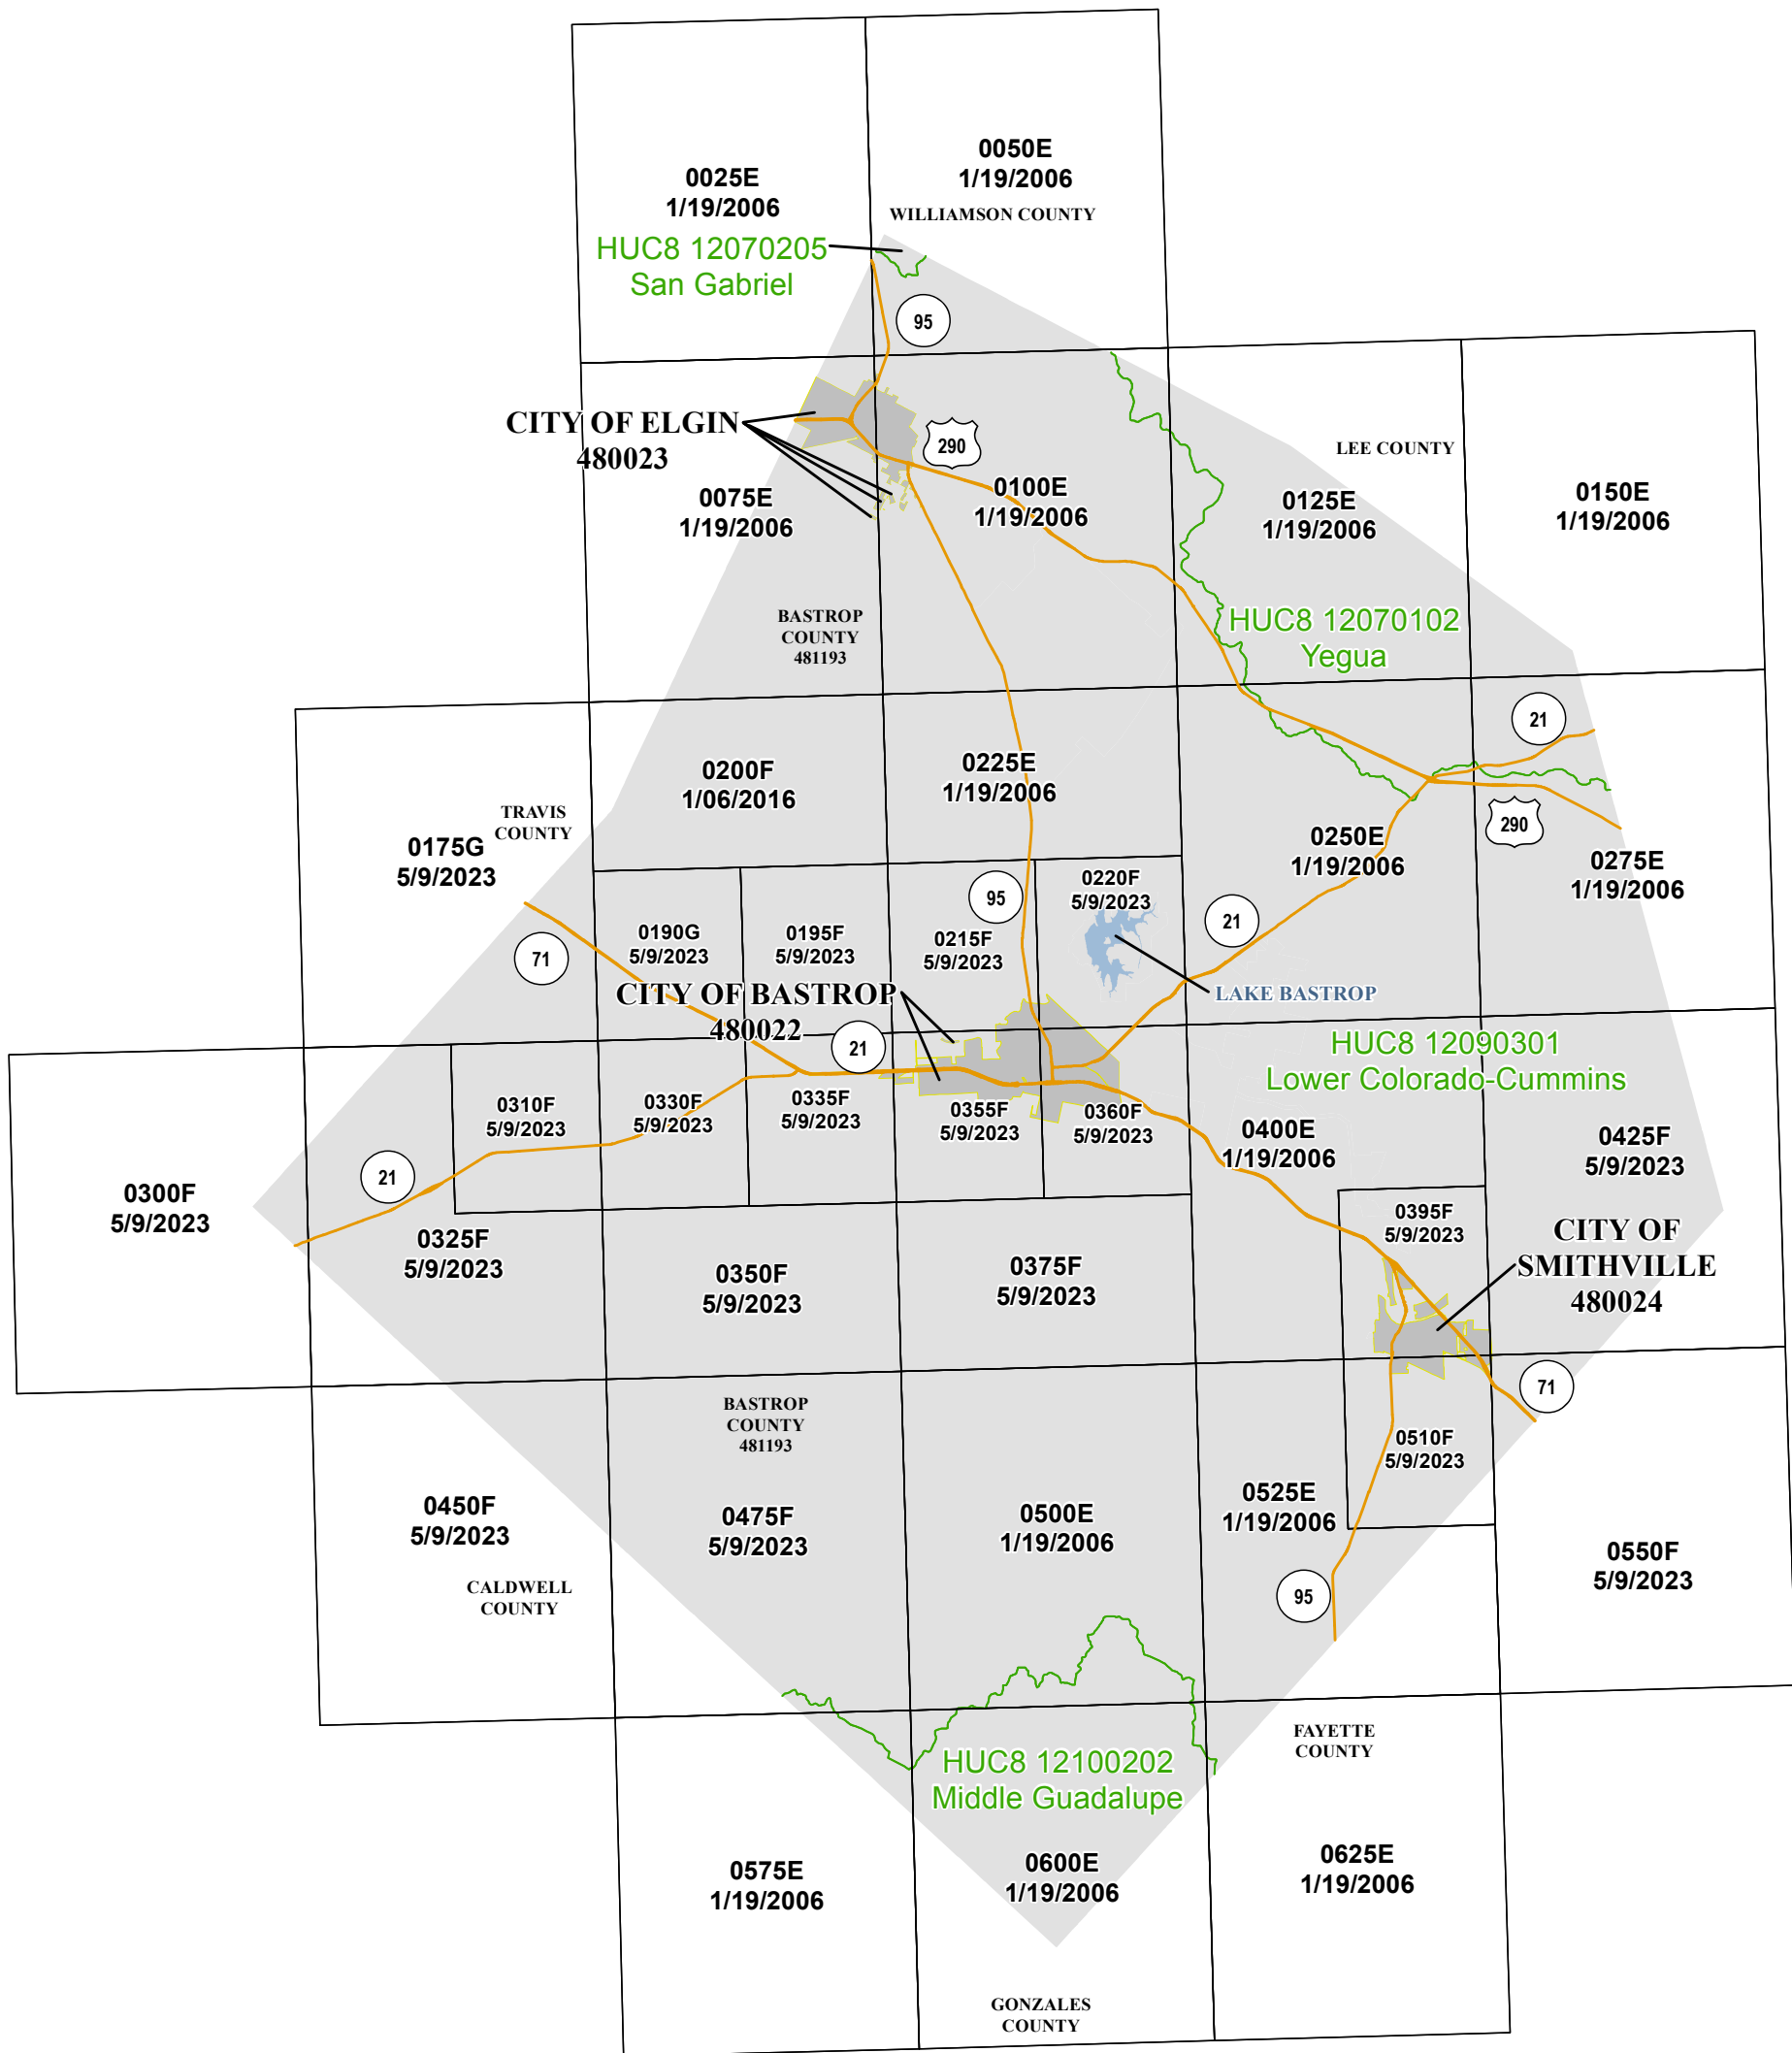 0050E
1/19/2006
0025E
1/19/2006
WILLIAMSON COUNTY
HUC8 12070205
San Gabriel
95
CITY OF ELGIN
480023
290
LEE COUNTY
0075E
1/19/2006
0100E
1/19/2006
0125E
1/19/2006
0150E
1/19/2006
BASTROP
COUNTY
481193
HUC8 12070102
Yegua
21
0200F
1/06/2016
0225E
1/19/2006
TRAVIS
COUNTY
0175G
5/9/2023
0250E
1/19/2006
290
0275E
1/19/2006
0220F
5/9/2023
95
21
0190G
5/9/2023
0195F
5/9/2023
0215F
5/9/2023
71
CITY OF BASTROP
480022
LAKE BASTROP
21
HUC8 12090301
Lower Colorado-Cummins
0310F
5/9/2023
0330F
5/9/2023
0335F
5/9/2023
0355F
5/9/2023
0360F
5/9/2023
0400E
1/19/2006
0425F
5/9/2023
0300F
5/9/2023
21
0325F
5/9/2023
0395F
5/9/2023
CITY OF
SMITHVILLE
480024
0350F
5/9/2023
0375F
5/9/2023
71
BASTROP
COUNTY
481193
0510F
5/9/2023
0450F
5/9/2023
0475F
5/9/2023
0500E
1/19/2006
0525E
1/19/2006
0550F
5/9/2023
CALDWELL
COUNTY
95
FAYETTE
COUNTY
HUC8 12100202
Middle Guadalupe
0575E
1/19/2006
0600E
1/19/2006
0625E
1/19/2006
GONZALES
COUNTY